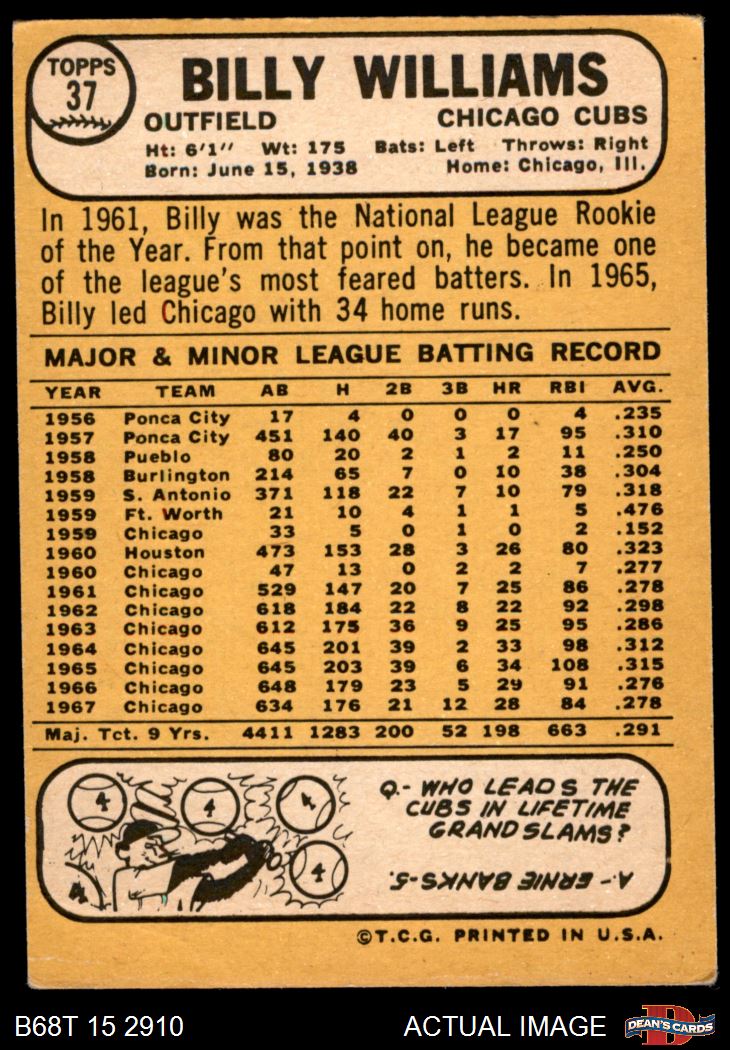 TOPPS
37
BILLY WILLIAMS
OUTFIELD CHICAGO CUBS
Ht: 6'1" Wt: 175 Bats: Left Throws: Right
Born: June 15, 1938 Home: Chicago, Ill.
In 1961, Billy was the National League Rookie
of the Year. From that point on, he became one
of the league's most feared batters. In 1965,
Billy led Chicago with 34 home runs.
MAJOR & MINOR LEAGUE BATTING RECORD
YEAR TEAM AB H 2B 3B HR RBI AVG.
1956 Ponca City 17 4 0 0 0 4 .235
1957 Ponca City 451 140 40 3 17 95 .310
1958 Pueblo 80 20 2 1 2 11 .250
1958 Burlington 214 65 7 0 10 38 .304
1959 S. Antonio 371 118 22 7 10 79 .318
1959 Ft. Worth 21 10 4 1 1 5 .476
1959 Chicago 33 5 0 1 0 2 .152
1960 Houston 473 153 28 3 26 80 .323
1960 Chicago 47 13 0 2 2 7 .277
1961 Chicago 529 147 20 7 25 86 .278
1962 Chicago 618 184 22 8 22 92 .298
1963 Chicago 612 175 36 9 25 95 .286
1964 Chicago 645 201 39 2 33 98 .312
1965 Chicago 645 203 39 6 34 108 .315
1966 Chicago 648 179 23 5 29 91 .276
1967 Chicago 634 176 21 12 28 84 .278
Maj. Tct. 9 Yrs. 4411 1283 200 52 198 663 .291
4 4 4
4 4
Q.- WHO LEADS THE
CUBS IN LIFETIME
GRAND SLAMS?
A- ERNIE BANKS-5.
©T.C.G. PRINTED IN U.S.A.
B68T 15 2910 ACTUAL IMAGE
D
DEAN'S CARDS